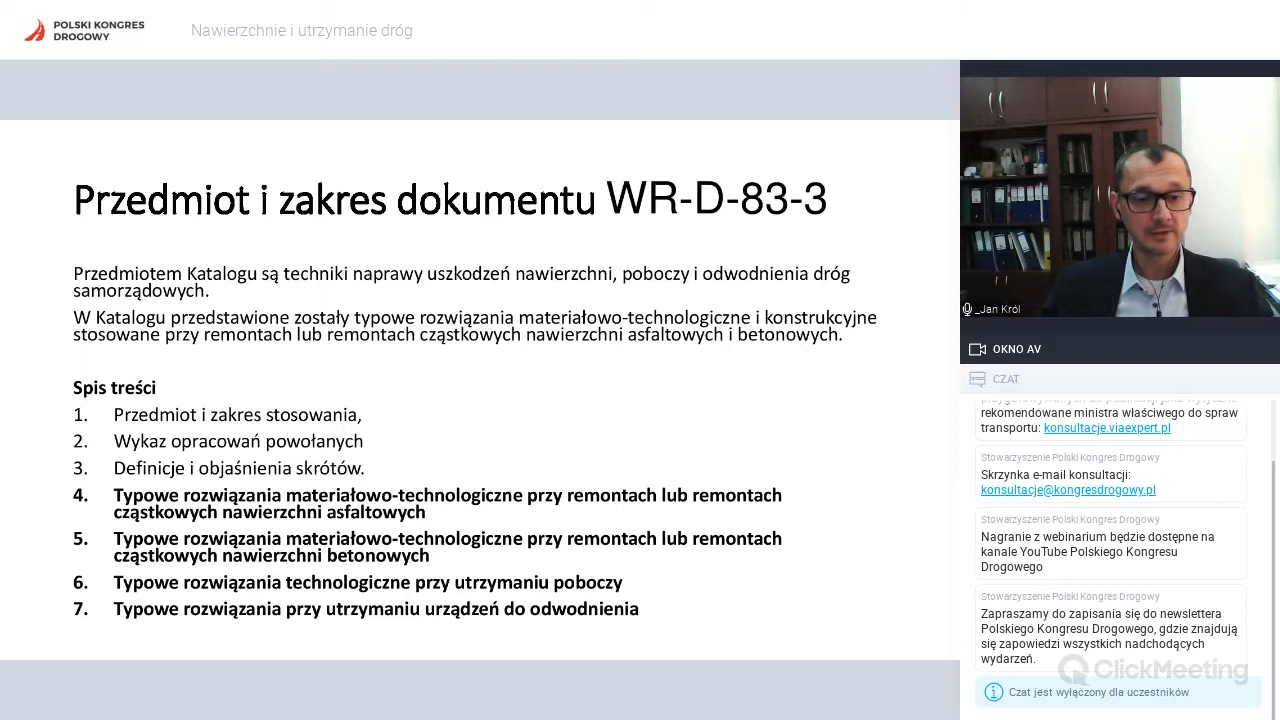 POLSKI KONGRES
DROGOWY
Nawierzchnie i utrzymanie dróg
Przedmiot i zakres dokumentu WR-D-83-3
Przedmiotem Katalogu są techniki naprawy uszkodzeń nawierzchni, poboczy i odwodnienia dróg
samorządowych.
W Katalogu przedstawione zostały typowe rozwiązania materiałowo-technologiczne i konstrukcyjne
stosowane przy remontach lub remontach cząstkowych nawierzchni asfaltowych i betonowych.
Spis treści
1. Przedmiot i zakres stosowania,
2. Wykaz opracowań powołanych
3. Definicje i objaśnienia skrótów.
4. Typowe rozwiązania materiałowo-technologiczne przy remontach lub remontach
cząstkowych nawierzchni asfaltowych
5. Typowe rozwiązania materiałowo-technologiczne przy remontach lub remontach
cząstkowych nawierzchni betonowych
6. Typowe rozwiązania technologiczne przy utrzymaniu poboczy
7. Typowe rozwiązania przy utrzymaniu urządzeń do odwodnienia
_Jan Król
OKNO AV
CZAT
rekomendowane ministra właściwego do spraw
transportu: konsultacje.viaexpert.pl
Stowarzyszenie Polski Kongres Drogowy
Skrzynka e-mail konsultacji:
konsultacje@kongresdrogowy.pl
Stowarzyszenie Polski Kongres Drogowy
Nagranie z webinarium będzie dostępne na
kanale YouTube Polskiego Kongresu
Drogowego
Stowarzyszenie Polski Kongres Drogowy
Zapraszamy do zapisania się do newslettera
Polskiego Kongresu Drogowego, gdzie znajdują
się zapowiedzi wszystkich nadchodzących
wydarzeń.
ClickMeeting
Czat jest wyłączony dla uczestników